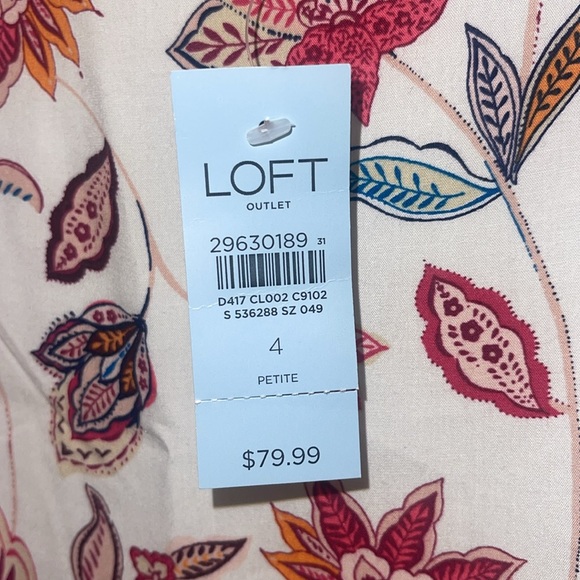 LOFT
OUTLET
29630189 31
D417 CL002 C9102
S 536288 SZ 049
4
PETITE
$79.99